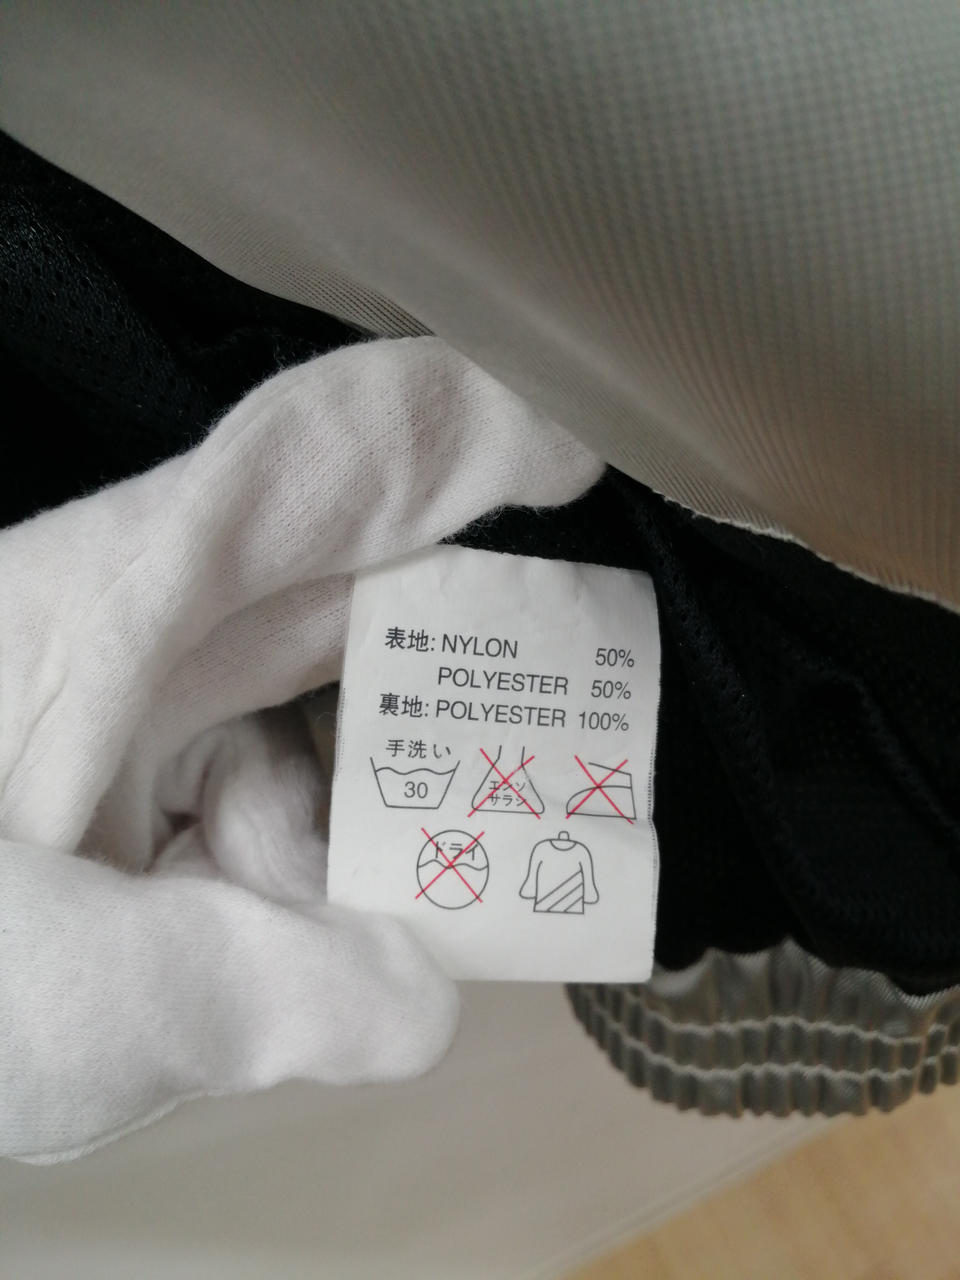 表地: NYLON 50%
POLYESTER 50%
裏地: POLYESTER 100%
手洗い
30
エンソ
サラシ
ドライ